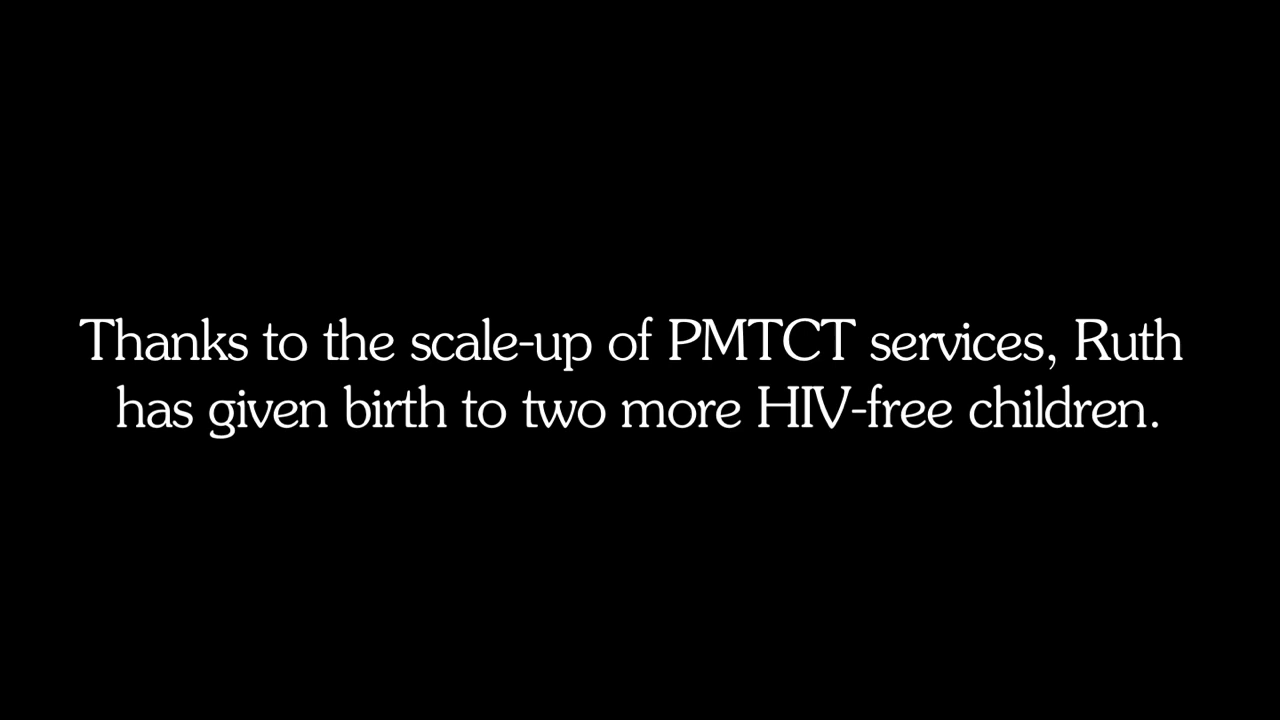 Thanks to the scale-up of PMTCT services, Ruth
has given birth to two more HIV-free children.